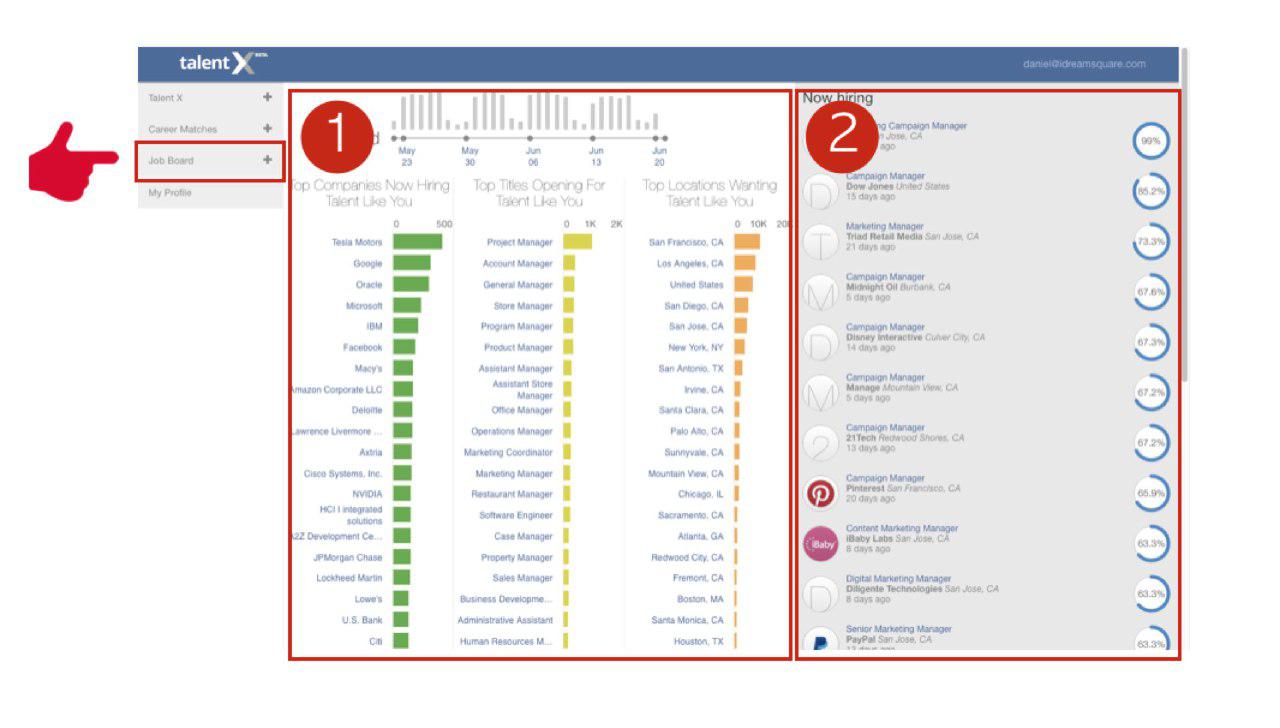 talent X BETA
daniel@idreamsquare.com
Talent X
Career Matches
Job Board
My Profile
1
May 23
May 30
Jun 06
Jun 13
Jun 20
Top Companies Now Hiring Talent Like You
0 500
Tesla Motors
Google
Oracle
Microsoft
IBM
Facebook
Macy's
Amazon Corporate LLC
Deloitte
Lawrence Livermore ...
Axtria
Cisco Systems, Inc.
NVIDIA
HCI I integrated
solutions
A2Z Development Ce...
JPMorgan Chase
Lockheed Martin
Lowe's
U.S. Bank
Citi
Top Titles Opening For Talent Like You
0 1K 2K
Project Manager
Account Manager
General Manager
Store Manager
Program Manager
Product Manager
Assistant Manager
Assistant Store
Manager
Office Manager
Operations Manager
Marketing Coordinator
Marketing Manager
Restaurant Manager
Software Engineer
Case Manager
Property Manager
Sales Manager
Business Developme...
Administrative Assistant
Human Resources M...
Top Locations Wanting Talent Like You
0 10K 20K
San Francisco, CA
Los Angeles, CA
United States
San Diego, CA
San Jose, CA
New York, NY
San Antonio, TX
Irvine, CA
Santa Clara, CA
Palo Alto, CA
Sunnyvale, CA
Mountain View, CA
Chicago, IL
Sacramento, CA
Atlanta, GA
Redwood City, CA
Fremont, CA
Boston, MA
Santa Monica, CA
Houston, TX
Now hiring
2
Campaign Manager
San Jose, CA
ago
99%
D
Campaign Manager
Dow Jones United States
15 days ago
85.2%
T
Marketing Manager
Triad Retail Media San Jose, CA
21 days ago
73.3%
M
Campaign Manager
Midnight Oil Burbank, CA
5 days ago
67.6%
D
Campaign Manager
Disney Interactive Culver City, CA
14 days ago
67.3%
M
Campaign Manager
Manage Mountain View, CA
5 days ago
67.2%
2
Campaign Manager
21Tech Redwood Shores, CA
13 days ago
67.2%
Campaign Manager
Pinterest San Francisco, CA
20 days ago
65.9%
iBaby
Content Marketing Manager
iBaby Labs San Jose, CA
8 days ago
63.3%
D
Digital Marketing Manager
Diligente Technologies San Jose, CA
8 days ago
63.3%
Senior Marketing Manager
PayPal San Jose, CA
13 days ago
63.3%